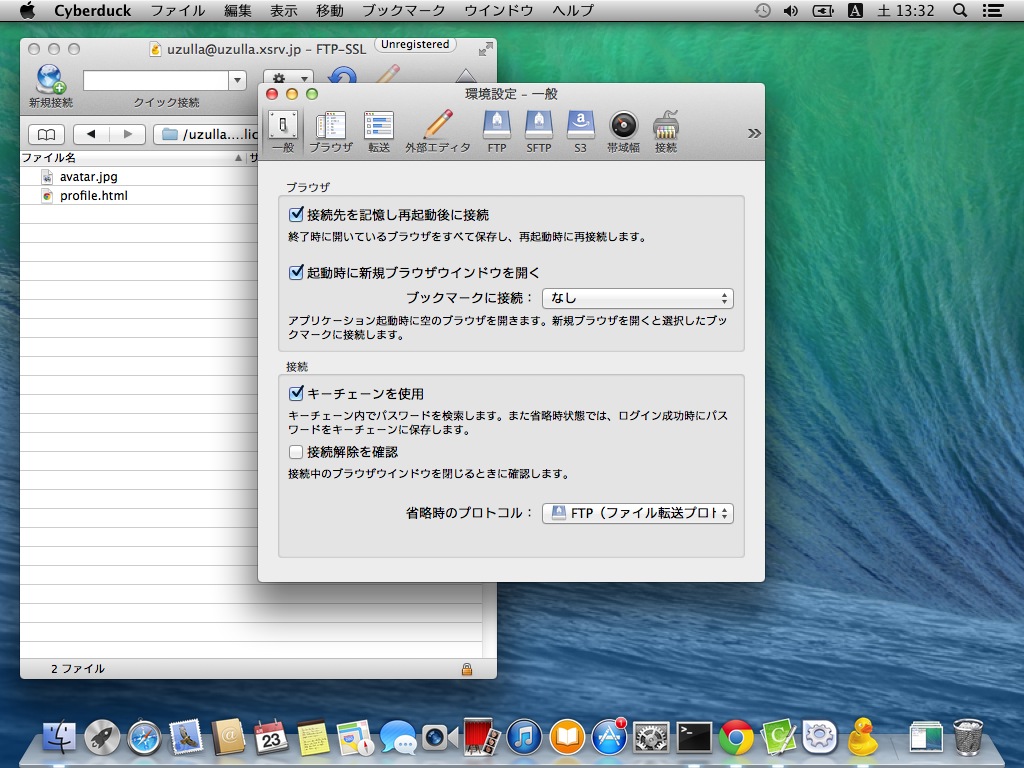 Cyberduck ファイル 編集 表示 移動 ブックマーク ウインドウ ヘルプ A 土 13:32
uzulla@uzulla.xsrv.jp – FTP-SSL Unregistered
新規接続 クイック接続
/uzulla....lic
ファイル名 サ
avatar.jpg
profile.html
2 ファイル
環境設定 – 一般
一般 ブラウザ 転送 外部エディタ FTP SFTP S3 帯域幅 接続
ブラウザ
接続先を記憶し再起動後に接続
終了時に開いているブラウザをすべて保存し、再起動時に再接続します。
起動時に新規ブラウザウインドウを開く
ブックマークに接続： なし
アプリケーション起動時に空のブラウザを開きます。新規ブラウザを開くと選択したブッ
クマークに接続します。
接続
キーチェーンを使用
キーチェーン内でパスワードを検索します。また省略時状態では、ログイン成功時にパス
ワードをキーチェーンに保存します。
接続解除を確認
接続中のブラウザウインドウを閉じるときに確認します。
省略時のプロトコル： FTP（ファイル転送プロト
23
1